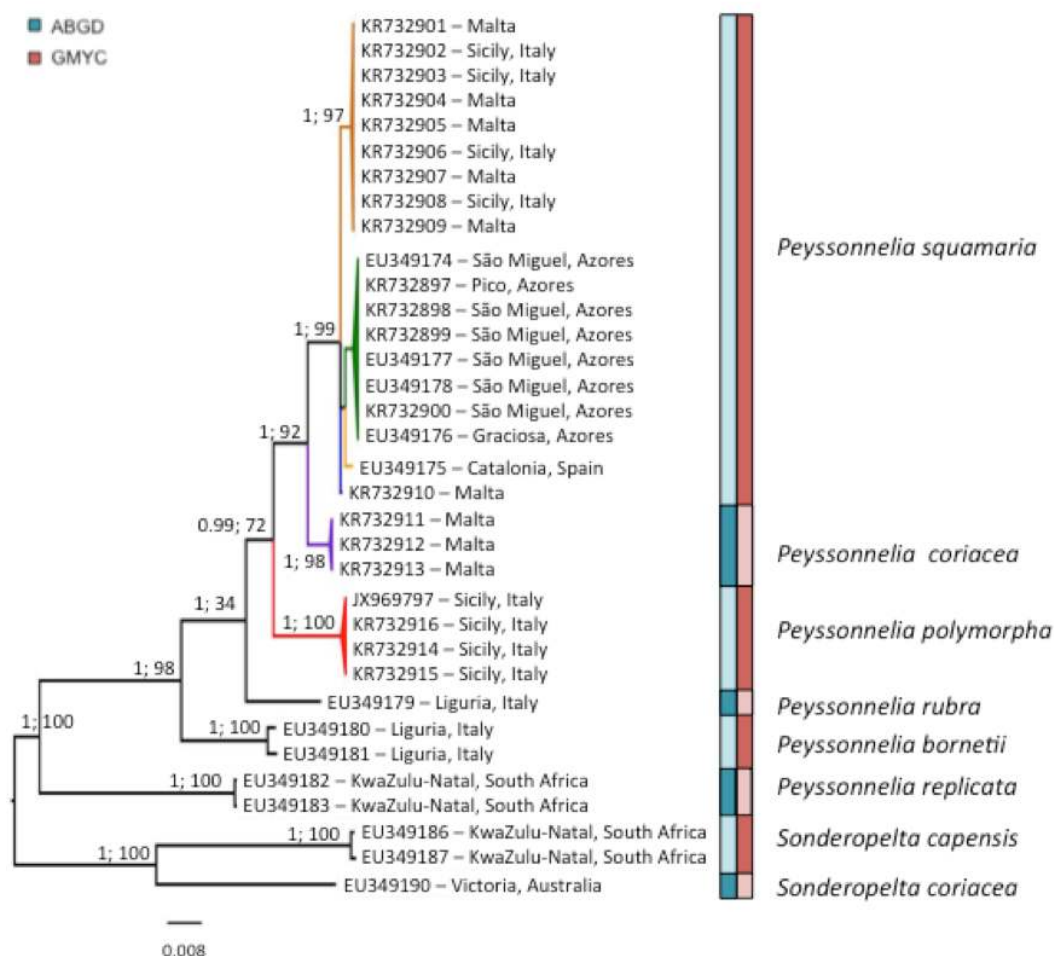 ABGD
GMYC
KR732901 – Malta
KR732902 – Sicily, Italy
KR732903 – Sicily, Italy
KR732904 – Malta
1; 97
KR732905 – Malta
KR732906 – Sicily, Italy
KR732907 – Malta
KR732908 – Sicily, Italy
KR732909 – Malta
Peyssonnelia squamaria
EU349174 – São Miguel, Azores
KR732897 – Pico, Azores
KR732898 – São Miguel, Azores
1; 99
KR732899 – São Miguel, Azores
EU349177 – São Miguel, Azores
EU349178 – São Miguel, Azores
KR732900 – São Miguel, Azores
1; 92
EU349176 – Graciosa, Azores
EU349175 – Catalonia, Spain
KR732910 – Malta
0.99; 72
KR732911 – Malta
KR732912 – Malta
1; 98
KR732913 – Malta
Peyssonnelia coriacea
1; 34
JX969797 – Sicily, Italy
1; 100
KR732916 – Sicily, Italy
KR732914 – Sicily, Italy
KR732915 – Sicily, Italy
Peyssonnelia polymorpha
1; 98
EU349179 – Liguria, Italy
Peyssonnelia rubra
1; 100
1; 100
EU349180 – Liguria, Italy
EU349181 – Liguria, Italy
Peyssonnelia bornetii
1; 100
EU349182 – KwaZulu-Natal, South Africa
EU349183 – KwaZulu-Natal, South Africa
Peyssonnelia replicata
1; 100
EU349186 – KwaZulu-Natal, South Africa
EU349187 – KwaZulu-Natal, South Africa
Sonderopelta capensis
1; 100
EU349190 – Victoria, Australia
Sonderopelta coriacea
0.008